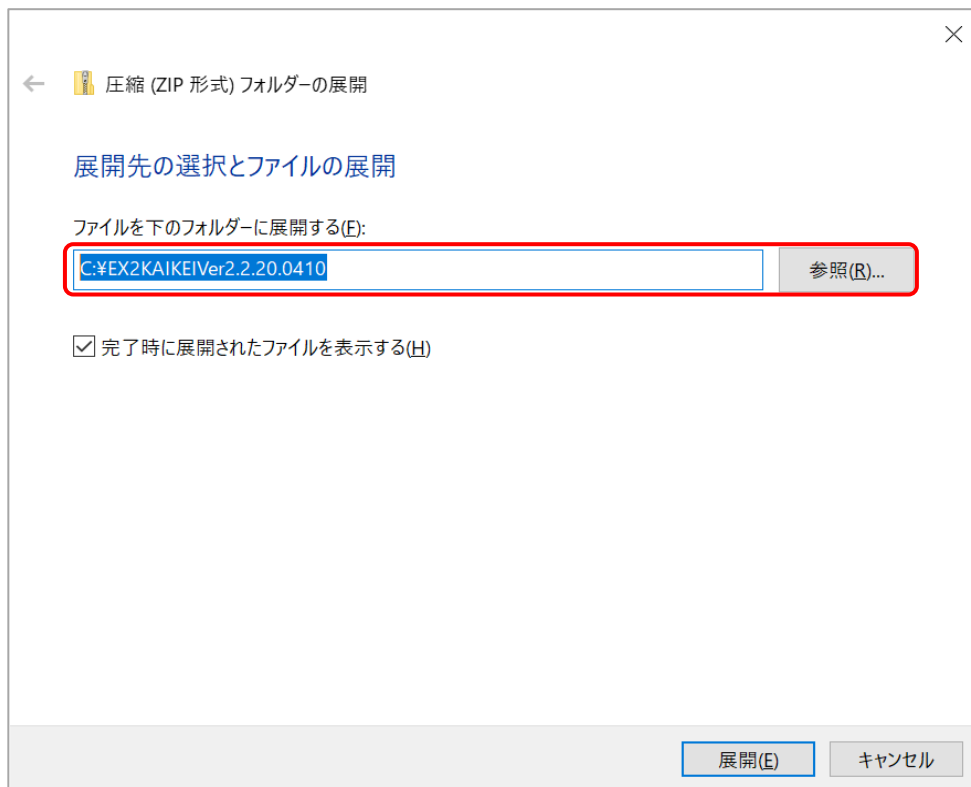 圧縮 (ZIP 形式) フォルダーの展開
展開先の選択とファイルの展開
ファイルを下のフォルダーに展開する(F):
C:¥EX2KAIKEIVer2.2.20.0410
参照(R)...
完了時に展開されたファイルを表示する(H)
展開(E)
キャンセル